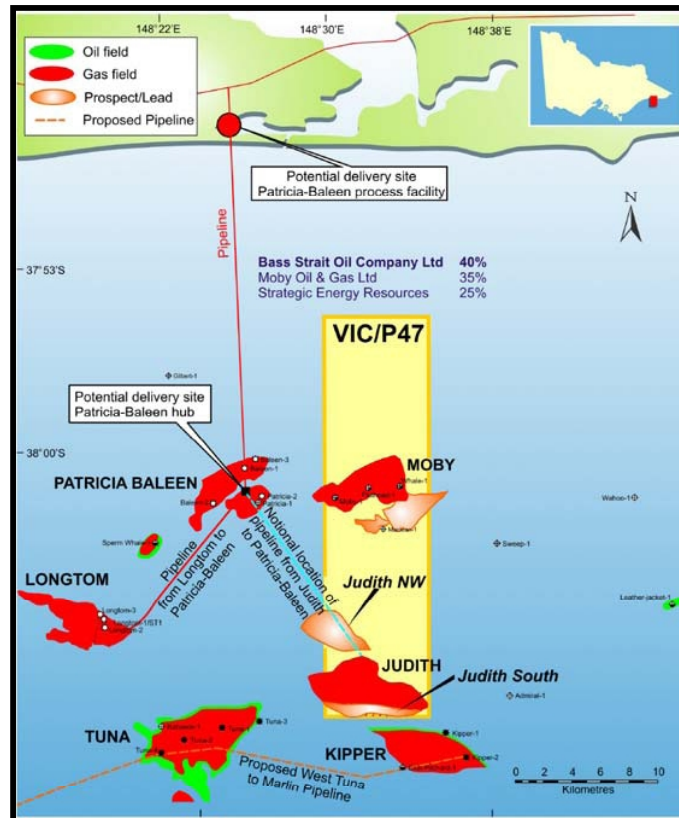 148°22'E
148°30'E
148°38'E
Oil field
Gas field
Prospect/Lead
Proposed Pipeline
Potential delivery site
Patricia-Baleen process facility
Pipeline
N
37°53'S
Bass Strait Oil Company Ltd 40%
Moby Oil & Gas Ltd 35%
Strategic Energy Resources 25%
VIC/P47
Gilbert-1
Potential delivery site
Patricia-Baleen hub
38°00'S
Baleen-3
Baleen-1
PATRICIA BALEEN
MOBY
Whale-1
Patricia-2
Patricia-1
Wahoo-1
Sperm Whale
Sweep-1
Pipeline
from Longtom to
Patricia-Baleen
Notional location of
pipeline from Judith
to Patricia-Baleen
LONGTOM
Judith NW
Leather-jacket-1
Longtom-3
Longtom-1/ST1
Longtom-2
JUDITH
Judith South
Admiral-1
TUNA
Tuna-3
KIPPER
Kipper-1
Kipper-2
Proposed West Tuna
to Marlin Pipeline
0 2 4 6 8 10
Kilometres